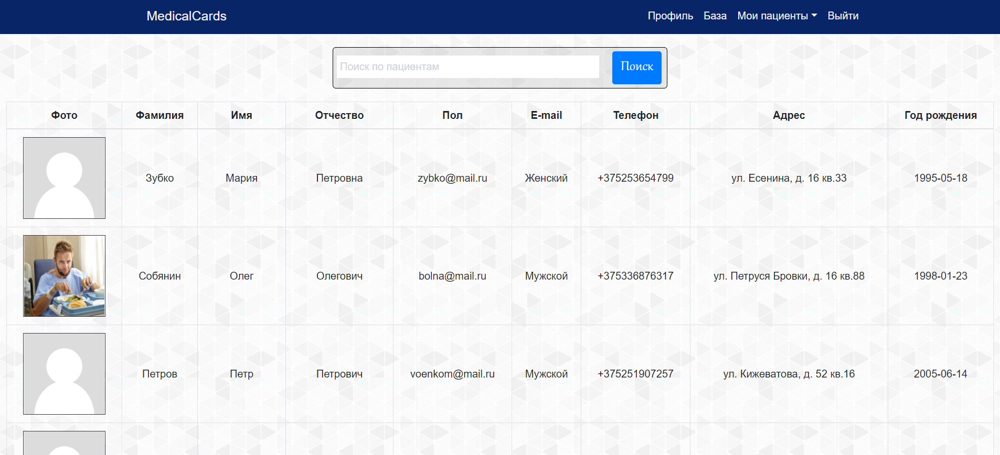 MedicalCards Профиль База Мои пациенты Выйти
Поиск по пациентам Поиск
Фото Фамилия Имя Отчество Пол E-mail Телефон Адрес Год рождения
Зубко Мария Петровна zybko@mail.ru Женский +375253654799 ул. Есенина, д. 16 кв.33 1995-05-18
Собянин Олег Олегович bolna@mail.ru Мужской +375336876317 ул. Петруся Бровки, д. 16 кв.88 1998-01-23
Петров Петр Петрович voenkom@mail.ru Мужской +375251907257 ул. Кижеватова, д. 52 кв.16 2005-06-14